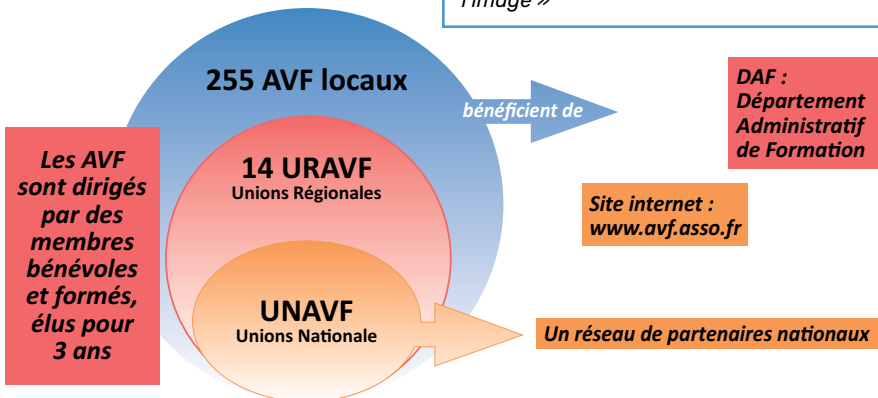 l'image »
255 AVF locaux
bénéficient de
DAF :
Département
Administratif
de Formation
Les AVF
sont dirigés
par des
membres
bénévoles
et formés,
élus pour
3 ans
14 URAVF
Unions Régionales
Site internet :
www.avf.asso.fr
UNAVF
Unions Nationale
Un réseau de partenaires nationaux